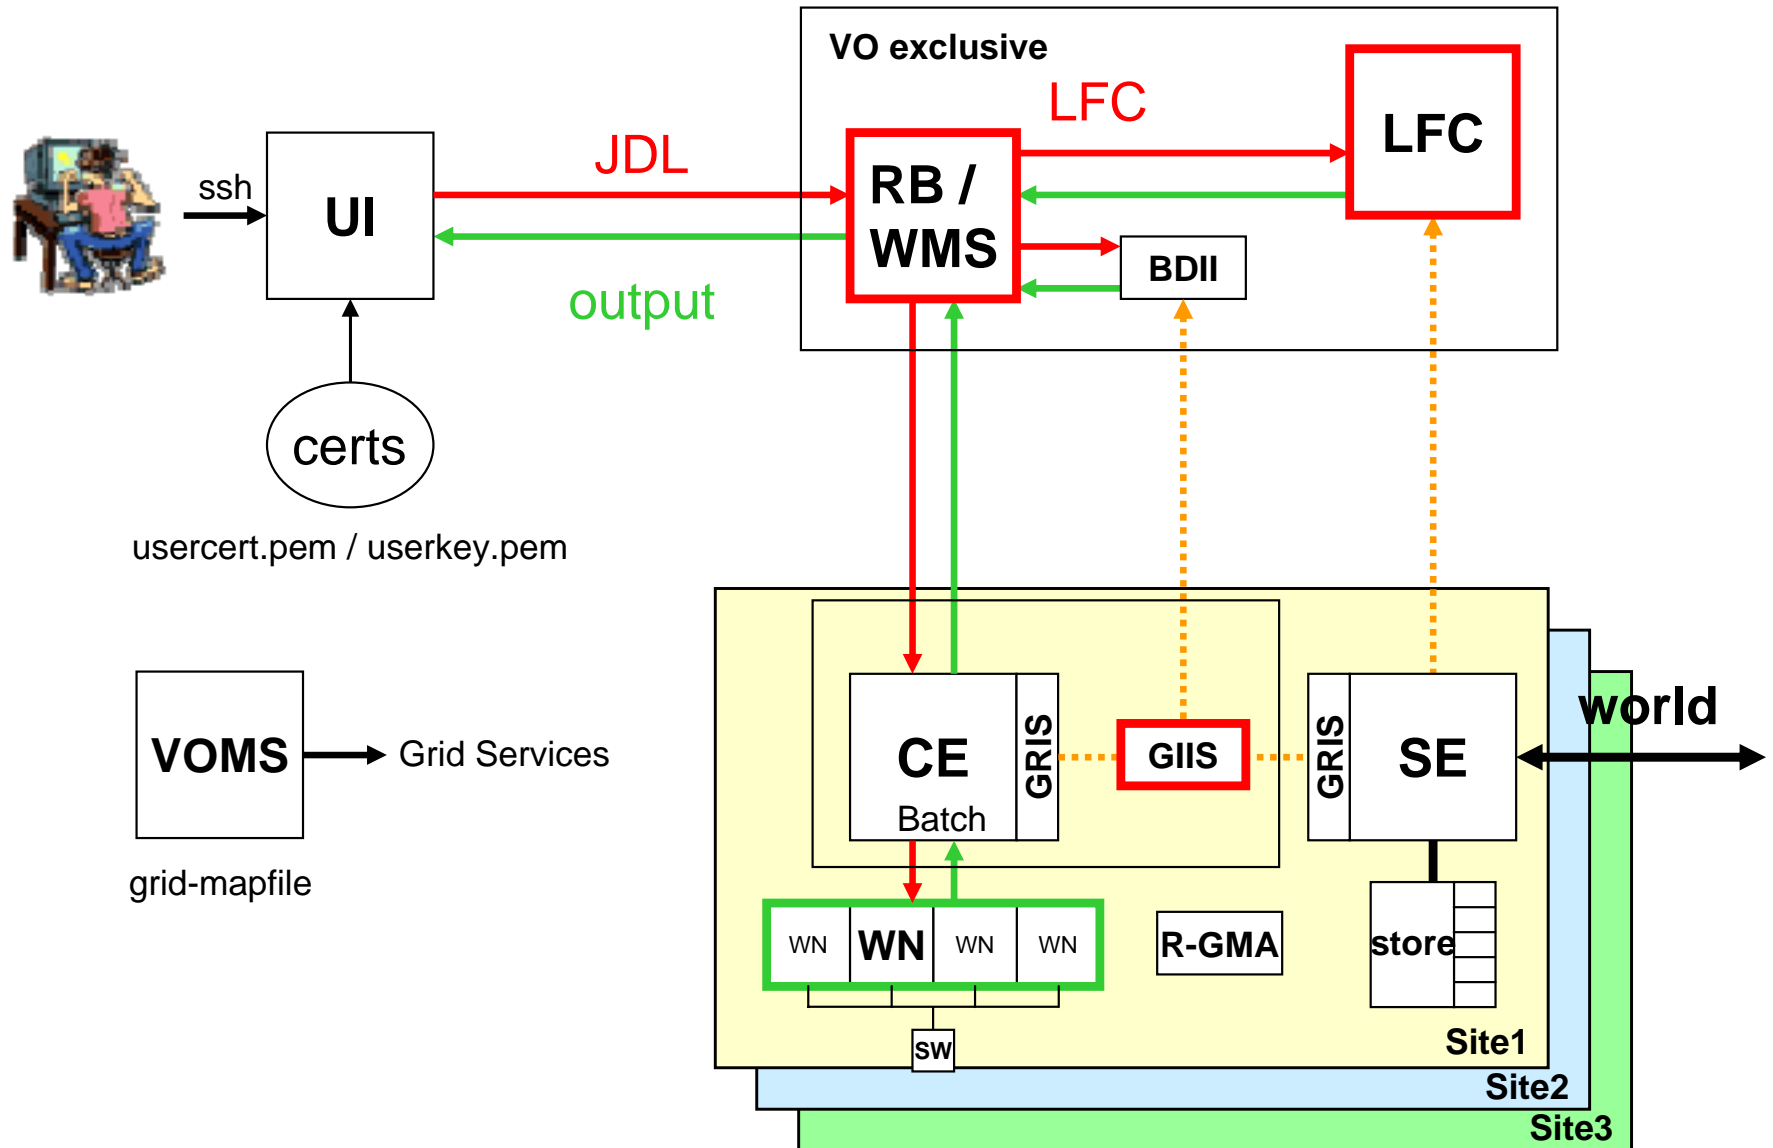 VO exclusive
LFC
LFC
JDL
RB /
WMS
ssh
UI
BDII
output
certs
usercert.pem / userkey.pem
world
VOMS
Grid Services
CE
GRIS
GIIS
GRIS
SE
Batch
grid-mapfile
WN
WN
WN
WN
R-GMA
store
SW
Site1
Site2
Site3